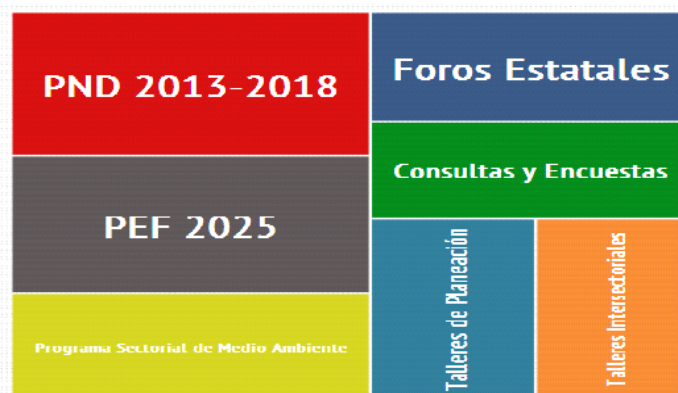 PND 2013-2018
PEF 2025
Programa Sectorial de Medio Ambiente
Foros Estatales
Consultas y Encuestas
Talleres de Planeación
Talleres Intersectoriales